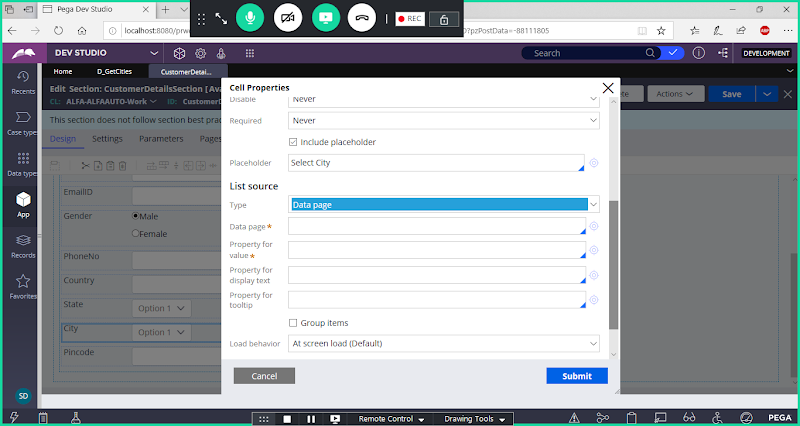 Pega Dev Studio
localhost:8080/prw
0?pzPostData=-88111805
REC
DEV STUDIO
Search
DEVELOPMENT
Home
D_GetCities
CustomerDetai...
Recents
Case types
Data types
App
Records
Favorites
SD
Edit Section: CustomerDetailsSection [Ava
CL: ALFA-ALFAAUTO-Work
ID: CustomerD
Actions
Save
This section does not follow section best prac
Design
Settings
Parameters
Pages
EmailID
Gender
Male
Female
PhoneNo
Country
State
Option 1
City
Option 1
Pincode
Cell Properties
Disable
Never
Required
Never
Include placeholder
Placeholder
Select City
List source
Type
Data page
Data page *
Property for
value *
Property for
display text
Property for
tooltip
Group items
Load behavior
At screen load (Default)
Cancel
Submit
Remote Control
Drawing Tools
PEGA